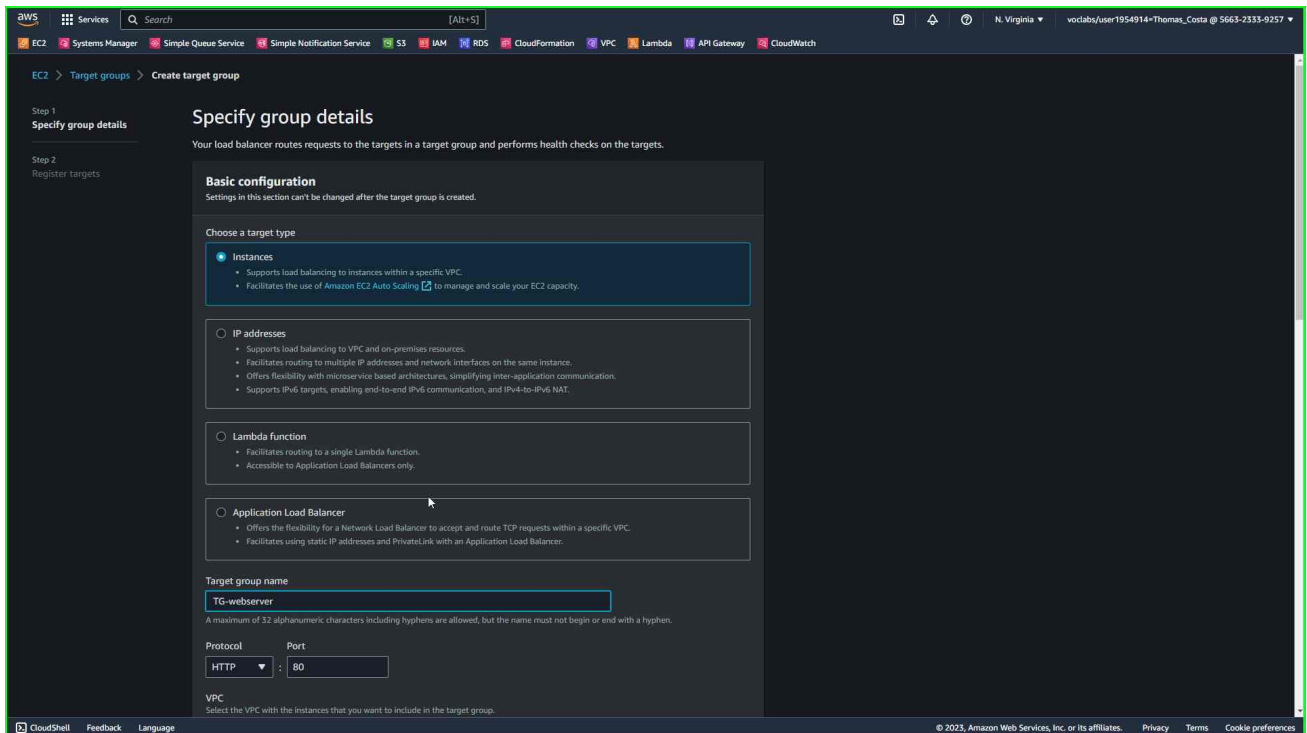 aws Services Search [Alt+S] N. Virginia voclabs/user1954914=Thomas_Costa @ 5663-2333-9257
EC2 Systems Manager Simple Queue Service Simple Notification Service S3 IAM RDS CloudFormation VPC Lambda API Gateway CloudWatch
EC2 > Target groups > Create target group
Step 1
Specify group details
Step 2
Register targets
Specify group details
Your load balancer routes requests to the targets in a target group and performs health checks on the targets.
Basic configuration
Settings in this section can't be changed after the target group is created.
Choose a target type
Instances
• Supports load balancing to instances within a specific VPC.
• Facilitates the use of Amazon EC2 Auto Scaling to manage and scale your EC2 capacity.
IP addresses
• Supports load balancing to VPC and on-premises resources.
• Facilitates routing to multiple IP addresses and network interfaces on the same instance.
• Offers flexibility with microservice based architectures, simplifying inter-application communication.
• Supports IPv6 targets, enabling end-to-end IPv6 communication, and IPv4-to-IPv6 NAT.
Lambda function
• Facilitates routing to a single Lambda function.
• Accessible to Application Load Balancers only.
Application Load Balancer
• Offers the flexibility for a Network Load Balancer to accept and route TCP requests within a specific VPC.
• Facilitates using static IP addresses and PrivateLink with an Application Load Balancer.
Target group name
TG-webserver
A maximum of 32 alphanumeric characters including hyphens are allowed, but the name must not begin or end with a hyphen.
Protocol Port
HTTP : 80
VPC
Select the VPC with the instances that you want to include in the target group.
CloudShell Feedback Language © 2023, Amazon Web Services, Inc. or its affiliates. Privacy Terms Cookie preferences